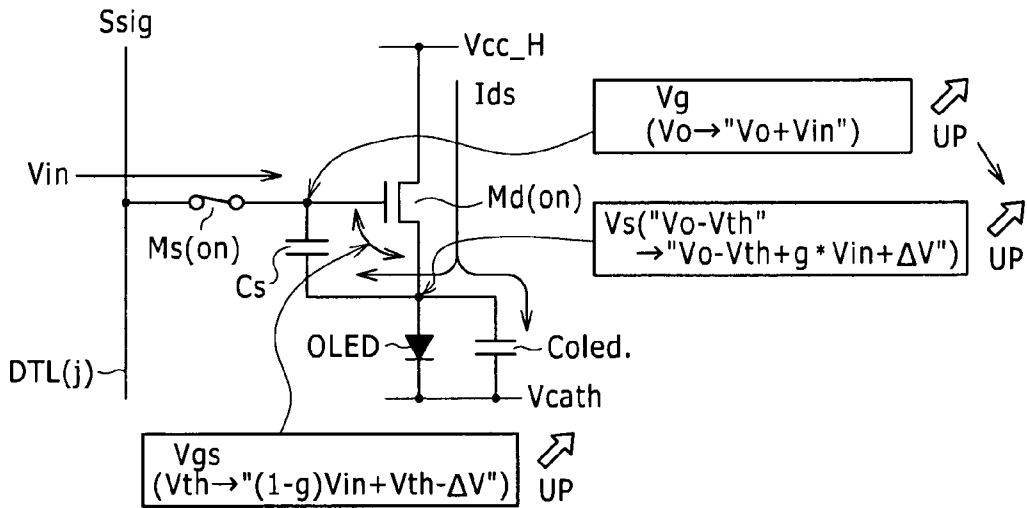 Ssig
Vcc_H
Ids
Vg
(Vo→"Vo+Vin")
UP
Vin
Md(on)
Ms(on)
Vs("Vo-Vth"
→"Vo-Vth+g*Vin+ΔV")
UP
Cs
OLED
Coled.
DTL(j)
Vcath
Vgs
(Vth→"(1-g)Vin+Vth-ΔV")
UP